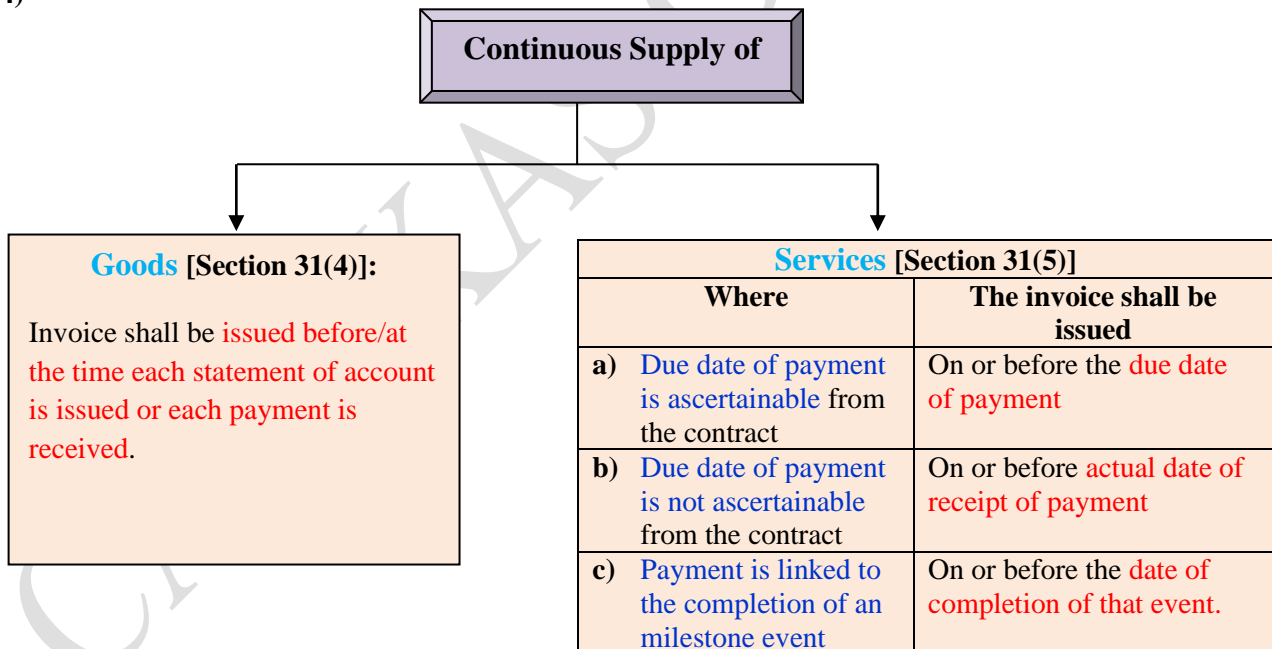 Continuous Supply of
Goods [Section 31(4)]:
Invoice shall be issued before/at
the time each statement of account
is issued or each payment is
received.
Services [Section 31(5)]
Where
The invoice shall be
issued
a) Due date of payment
is ascertainable from
the contract
On or before the due date
of payment
b) Due date of payment
is not ascertainable
from the contract
On or before actual date of
receipt of payment
c) Payment is linked to
the completion of an
milestone event
On or before the date of
completion of that event.